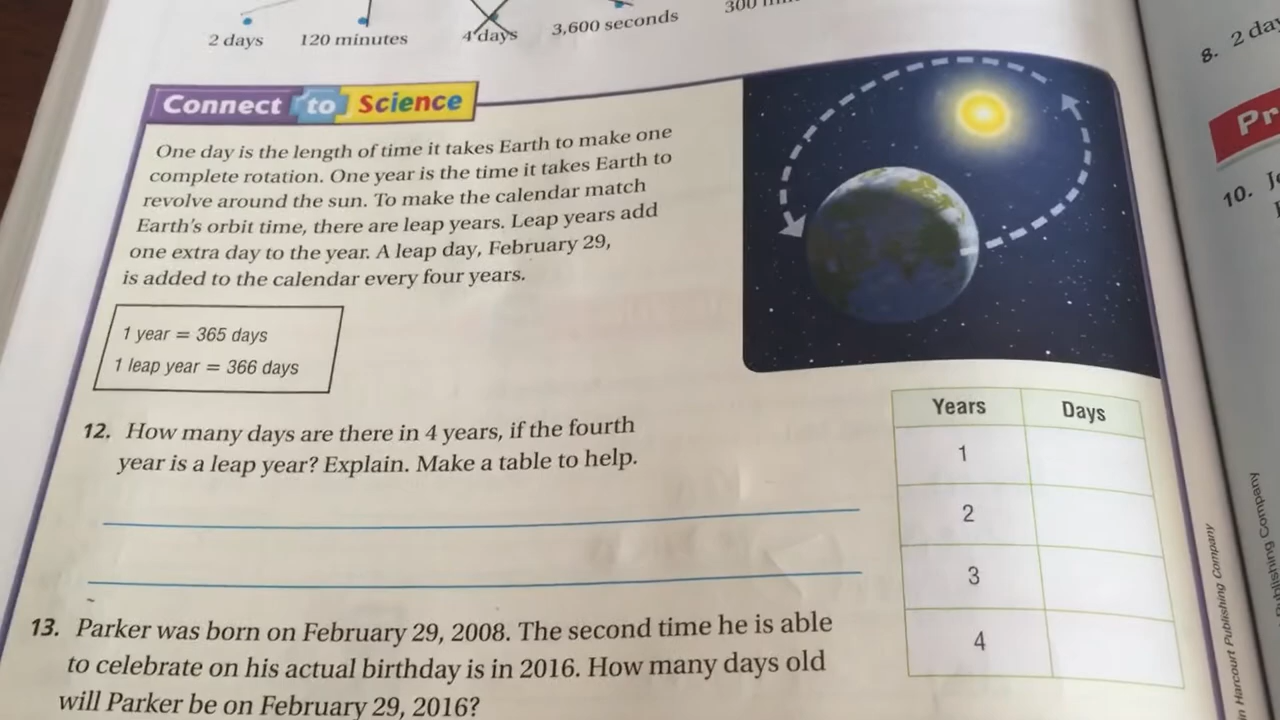 2 days 120 minutes 4 days 3,600 seconds 300
Connect to Science
One day is the length of time it takes Earth to make one
complete rotation. One year is the time it takes Earth to
revolve around the sun. To make the calendar match
Earth's orbit time, there are leap years. Leap years add
one extra day to the year. A leap day, February 29,
is added to the calendar every four years.
1 year = 365 days
1 leap year = 366 days
12. How many days are there in 4 years, if the fourth
year is a leap year? Explain. Make a table to help.
Years Days
1
2
3
4
13. Parker was born on February 29, 2008. The second time he is able
to celebrate on his actual birthday is in 2016. How many days old
will Parker be on February 29, 2016?
Harcourt Publishing Company
8. 2
Pr
10.
Company